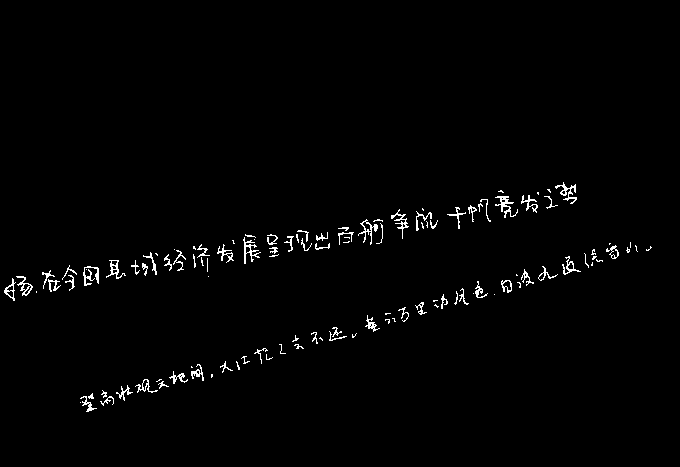 扬.在全国县域经济发展呈现出百舸争流千帆竞发之势
登高壮观天地间,大江茫茫去不还。黄云万里动风色.白波九道流雪山。